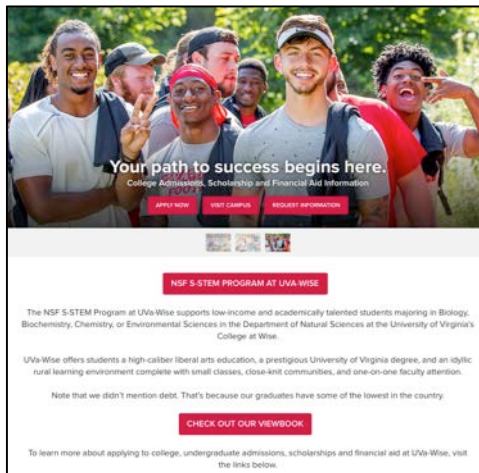 Your path to success begins here.
College Admissions, Scholarship and Financial Aid Information
APPLY NOW
VISIT CAMPUS
REQUEST INFORMATION
NSF S-STEM PROGRAM AT UVA-WISE
The NSF S-STEM Program at UVa-Wise supports low-income and academically talented students majoring in Biology,
Biochemistry, Chemistry, or Environmental Sciences in the Department of Natural Sciences at the University of Virginia's
College at Wise.
UVa-Wise offers students a high-caliber liberal arts education, a prestigious University of Virginia degree, and an idyllic
rural learning environment complete with small classes, close-knit communities, and one-on-one faculty attention.
Note that we didn't mention debt. That's because our graduates have some of the lowest in the country.
CHECK OUT OUR VIEWBOOK
To learn more about applying to college, undergraduate admissions, scholarships and financial aid at UVa-Wise, visit
the links below.